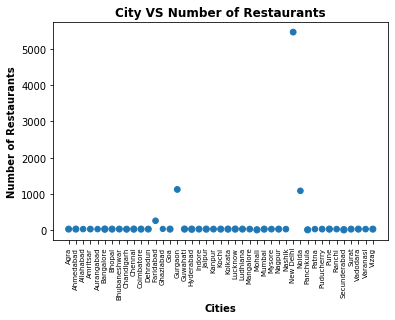 City VS Number of Restaurants
Number of Restaurants
5000
4000
3000
2000
1000
0
Agra
Ahmedabad
Allahabad
Amritsar
Aurangabad
Bangalore
Bhopal
Bhubaneshwar
Chandigarh
Chennai
Coimbatore
Dehradun
Faridabad
Ghaziabad
Goa
Gurgaon
Guwahati
Hyderabad
Indore
Jaipur
Kanpur
Kochi
Kolkata
Lucknow
Ludhiana
Mangalore
Mohali
Mumbai
Mysore
Nagpur
Nashik
New Delhi
Noida
Panchkula
Patna
Puducherry
Pune
Ranchi
Secunderabad
Surat
Vadodara
Varanasi
Vizag
Cities